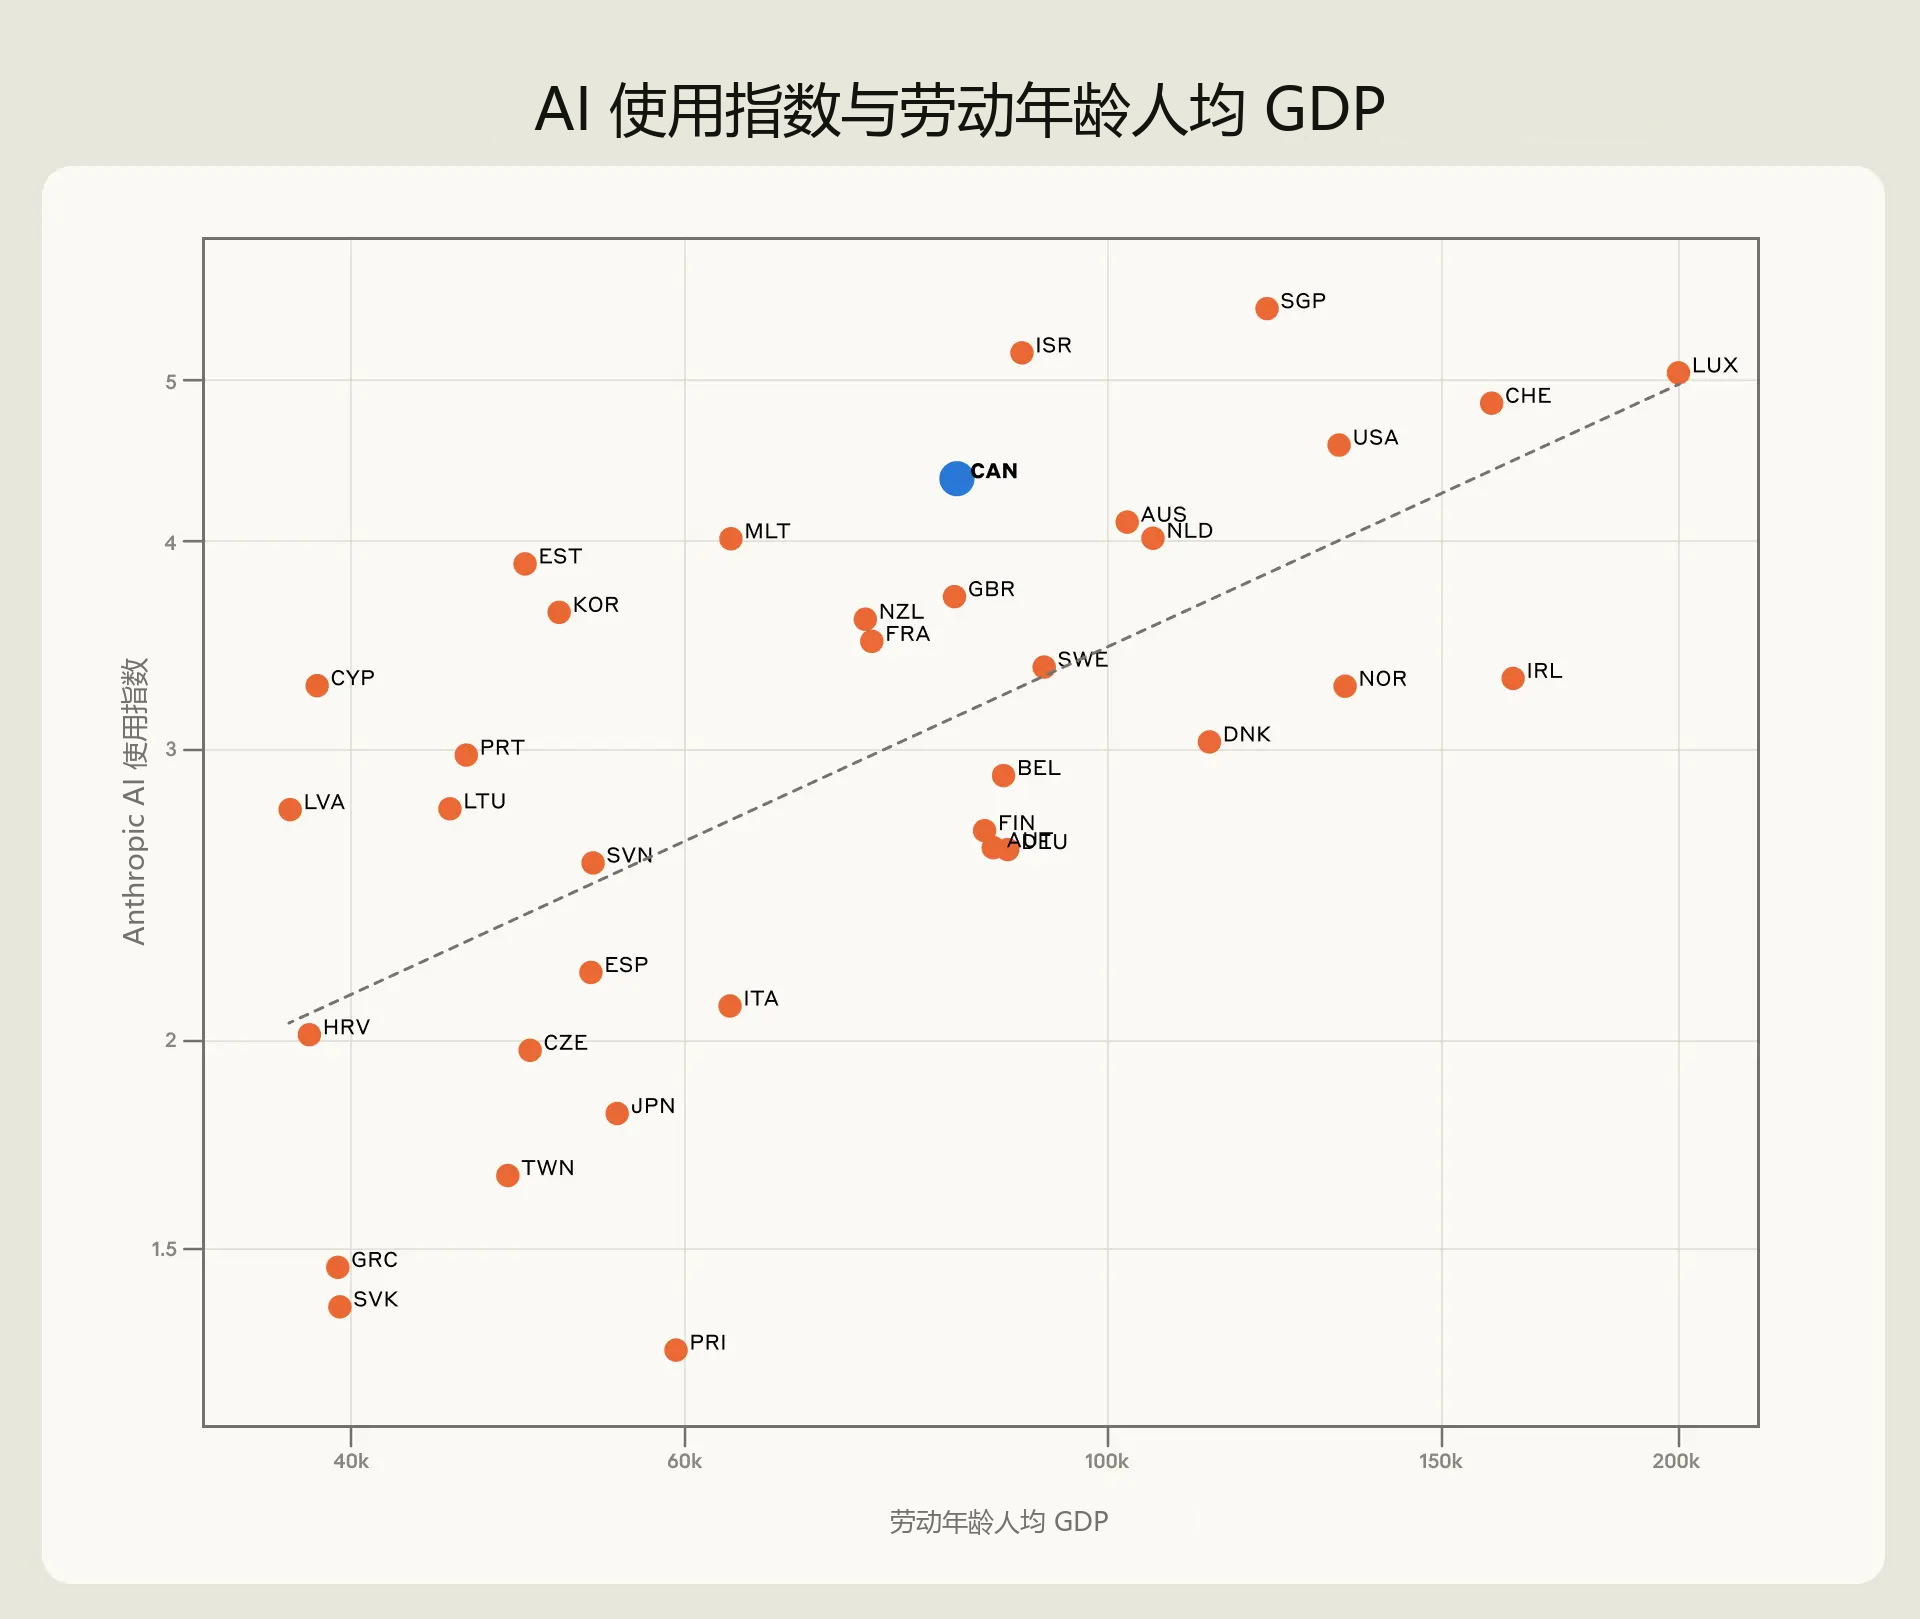 AI 使用指数与劳动年龄人均 GDP
SGP
ISR
LUX
5
CHE
USA
CAN
AUS
MLT
NLD
4
EST
GBR
KOR
NZL
FRA
SWE
CYP
NOR
IRL
Anthropic AI 使用指数
DNK
3
PRT
BEL
LVA
LTU
FIN
AUT
DEU
SVN
ESP
ITA
HRV
2
CZE
JPN
TWN
1.5
GRC
SVK
PRI
40k
60k
100k
150k
200k
劳动年龄人均 GDP